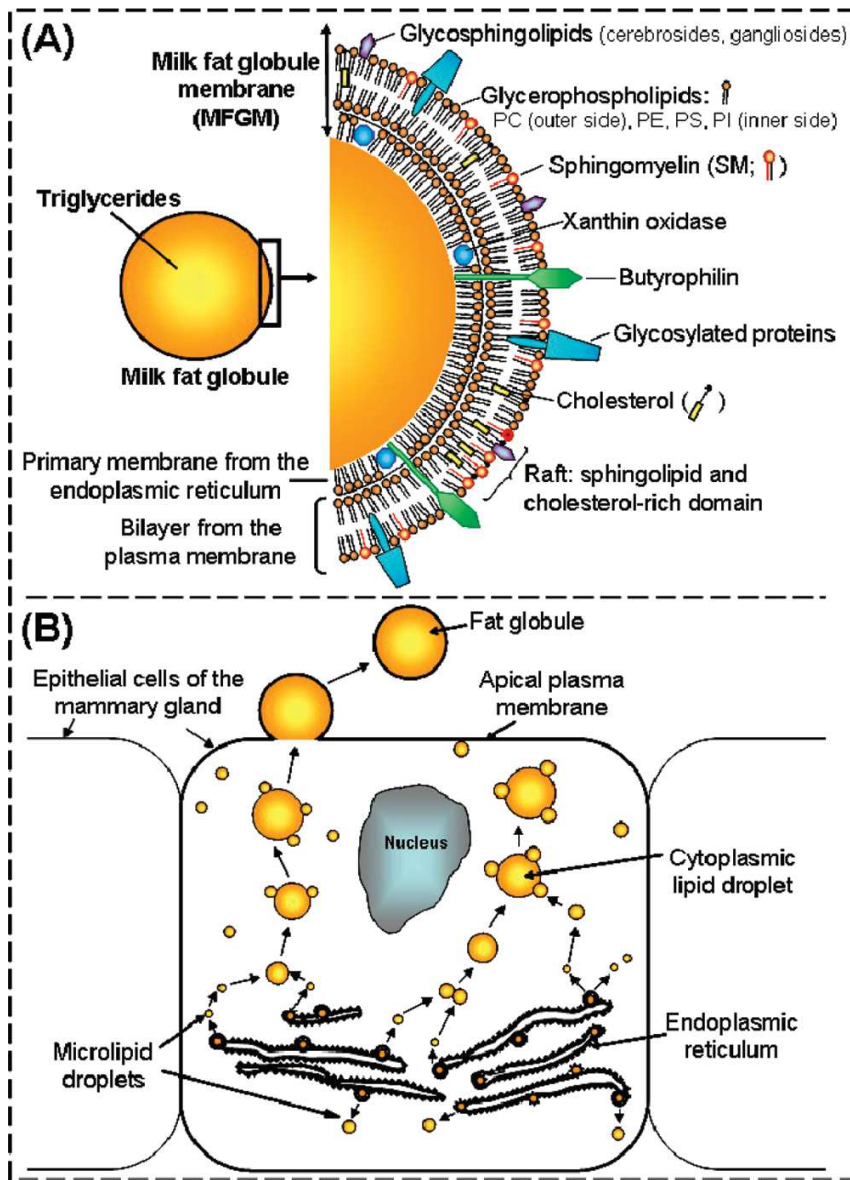 (A)
Glycosphingolipids (cerebrosides, gangliosides)
Milk fat globule
membrane
(MFGM)
Glycerophospholipids:
PC (outer side), PE, PS, PI (inner side)
Sphingomyelin (SM; )
Triglycerides
Xanthin oxidase
Butyrophilin
Glycosylated proteins
Milk fat globule
Cholesterol ( )
Primary membrane from the
endoplasmic reticulum
Raft: sphingolipid and
cholesterol-rich domain
Bilayer from the
plasma membrane
(B)
Fat globule
Epithelial cells of the
mammary gland
Apical plasma
membrane
Nucleus
Cytoplasmic
lipid droplet
Microlipid
droplets
Endoplasmic
reticulum